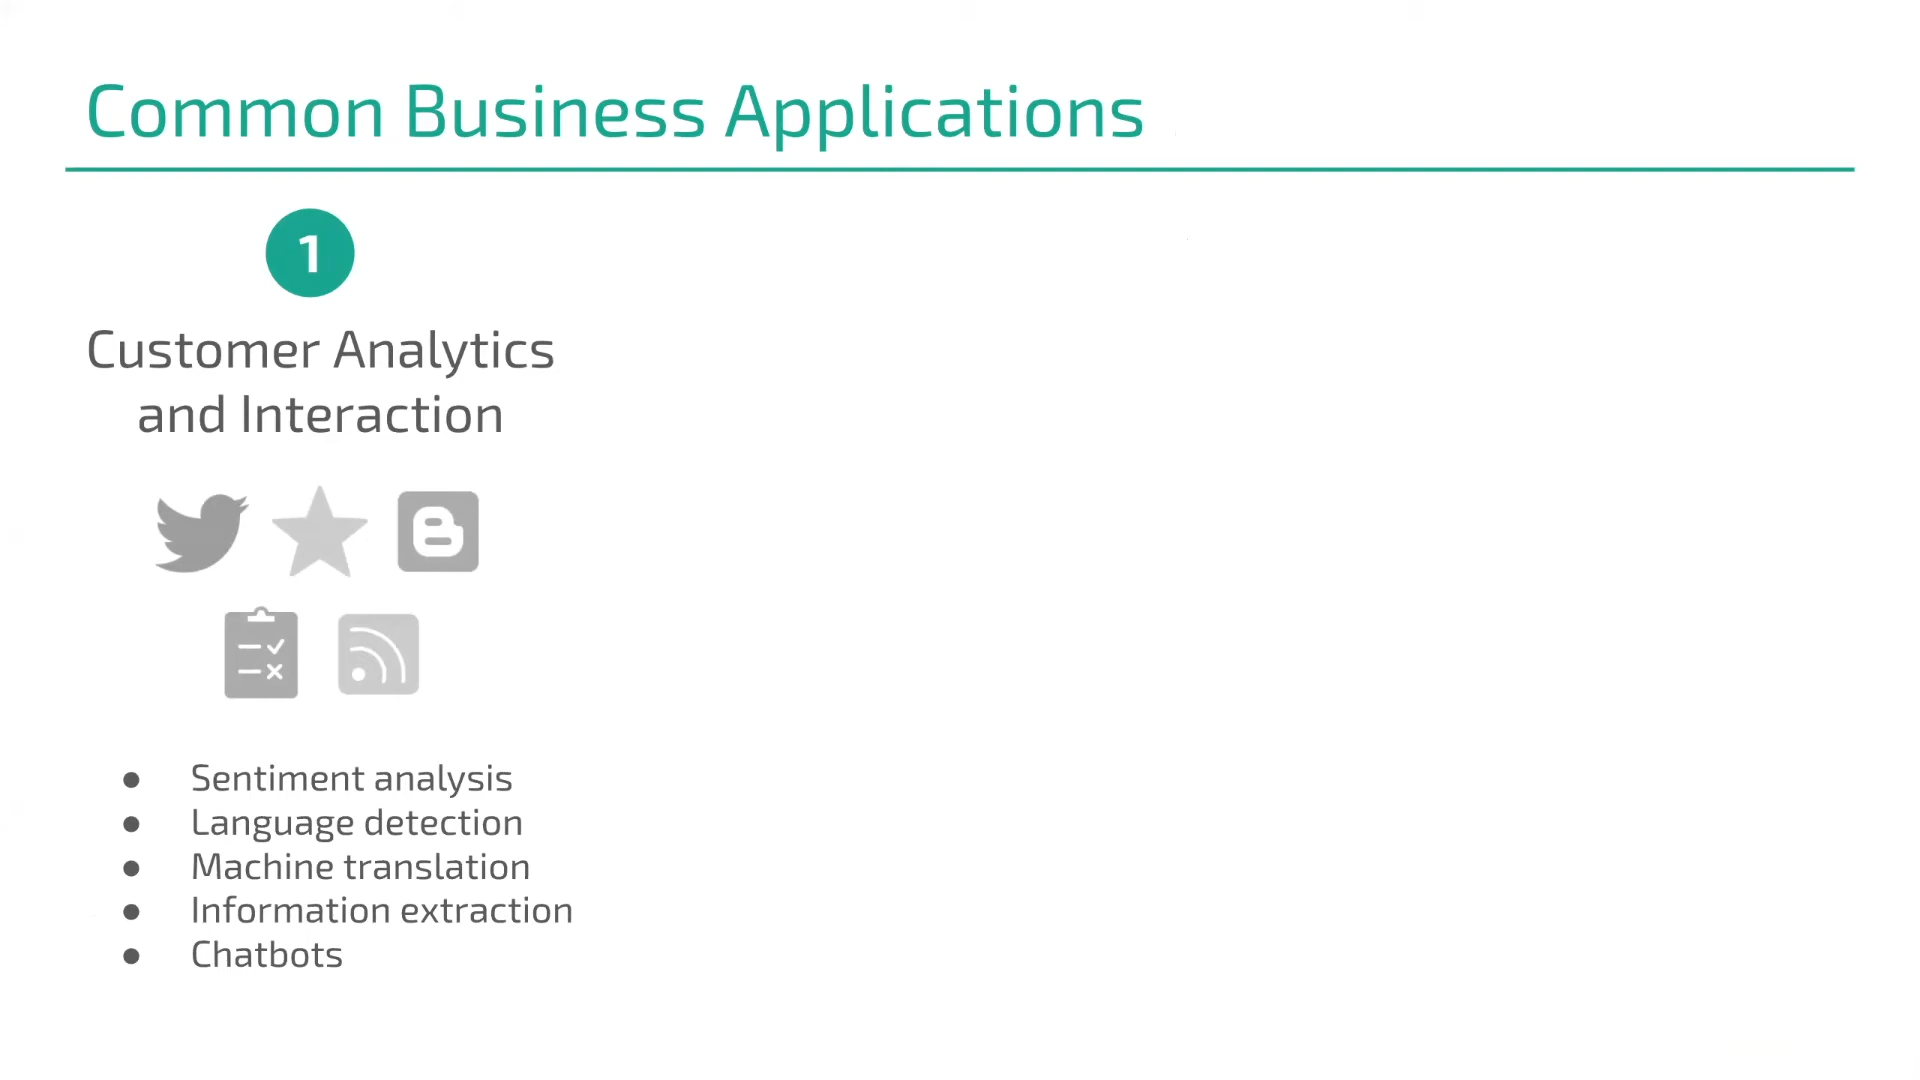 Common Business Applications
1
Customer Analytics
and Interaction
● Sentiment analysis
● Language detection
● Machine translation
● Information extraction
● Chatbots